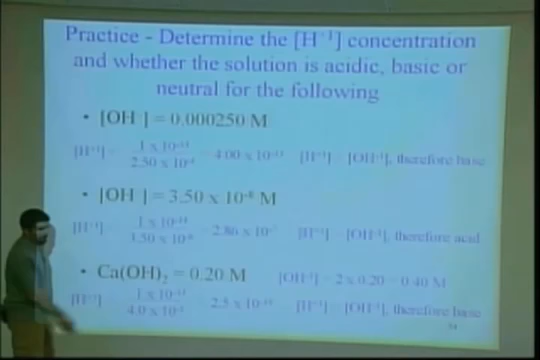 Practice - Determine the [H⁺¹] concentration
and whether the solution is acidic, basic or
neutral for the following
• [OH⁻] = 0.000250 M
[H⁺¹] = 1 x 10⁻¹⁴ / 2.50 x 10⁻⁴ = 4.00 x 10⁻¹¹ [H⁺¹] [OH⁻¹], therefore base
• [OH⁻] = 3.50 x 10⁻⁸ M
[H⁺¹] = 1 x 10⁻¹⁴ / 3.50 x 10⁻⁸ = 2.86 x 10⁻⁷ [H⁺¹] [OH⁻¹], therefore acid
• Ca(OH)₂ = 0.20 M [OH⁻¹] = 2 x 0.20 = 0.40 M
[H⁺¹] = 1 x 10⁻¹⁴ / 4.0 x 10⁻¹ = 2.5 x 10⁻¹⁴ [H⁺¹] [OH⁻¹], therefore base